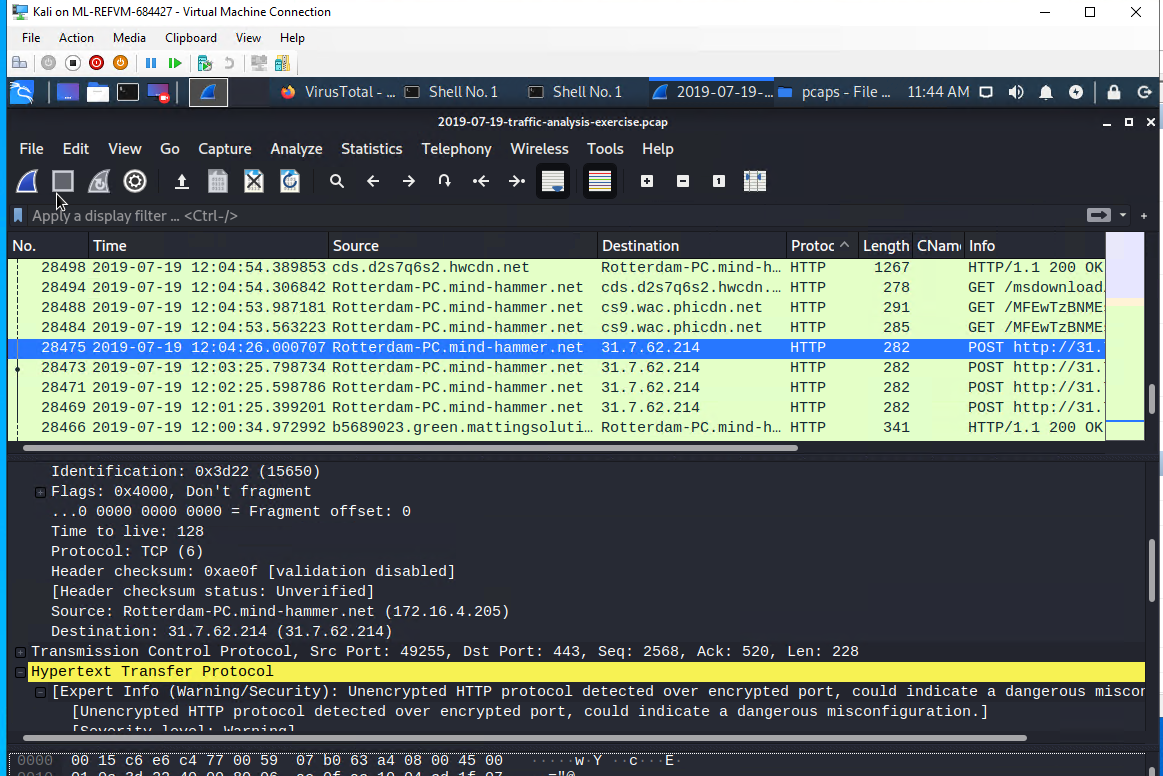 Kali on ML-REFVM-684427 - Virtual Machine Connection
File Action Media Clipboard View Help
VirusTotal - ... Shell No. 1 Shell No. 1 2019-07-19-... pcaps - File ... 11:44 AM
2019-07-19-traffic-analysis-exercise.pcap
File Edit View Go Capture Analyze Statistics Telephony Wireless Tools Help
Apply a display filter ... <Ctrl-/>
No. Time Source Destination Protoc Length CName Info
28498 2019-07-19 12:04:54.389853 cds.d2s7q6s2.hwcdn.net Rotterdam-PC.mind-h... HTTP 1267 HTTP/1.1 200 OK
28494 2019-07-19 12:04:54.306842 Rotterdam-PC.mind-hammer.net cds.d2s7q6s2.hwcdn.... HTTP 278 GET /msdownload
28488 2019-07-19 12:04:53.987181 Rotterdam-PC.mind-hammer.net cs9.wac.phicdn.net HTTP 291 GET /MFEwTzBNME
28484 2019-07-19 12:04:53.563223 Rotterdam-PC.mind-hammer.net cs9.wac.phicdn.net HTTP 285 GET /MFEwTzBNME
28475 2019-07-19 12:04:26.000707 Rotterdam-PC.mind-hammer.net 31.7.62.214 HTTP 282 POST http://31.
28473 2019-07-19 12:03:25.798734 Rotterdam-PC.mind-hammer.net 31.7.62.214 HTTP 282 POST http://31.
28471 2019-07-19 12:02:25.598786 Rotterdam-PC.mind-hammer.net 31.7.62.214 HTTP 282 POST http://31.
28469 2019-07-19 12:01:25.399201 Rotterdam-PC.mind-hammer.net 31.7.62.214 HTTP 282 POST http://31.
28466 2019-07-19 12:00:34.972992 b5689023.green.mattingsoluti... Rotterdam-PC.mind-h... HTTP 341 HTTP/1.1 200 OK
Identification: 0x3d22 (15650)
Flags: 0x4000, Don't fragment
...0 0000 0000 0000 = Fragment offset: 0
Time to live: 128
Protocol: TCP (6)
Header checksum: 0xae0f [validation disabled]
[Header checksum status: Unverified]
Source: Rotterdam-PC.mind-hammer.net (172.16.4.205)
Destination: 31.7.62.214 (31.7.62.214)
Transmission Control Protocol, Src Port: 49255, Dst Port: 443, Seq: 2568, Ack: 520, Len: 228
Hypertext Transfer Protocol
[Expert Info (Warning/Security): Unencrypted HTTP protocol detected over encrypted port, could indicate a dangerous miscon
[Unencrypted HTTP protocol detected over encrypted port, could indicate a dangerous misconfiguration.]
[Severity level: Warning]
0000 00 15 c6 e6 c4 77 00 59 07 b0 63 a4 08 00 45 00 ·····w·Y ··c···E·